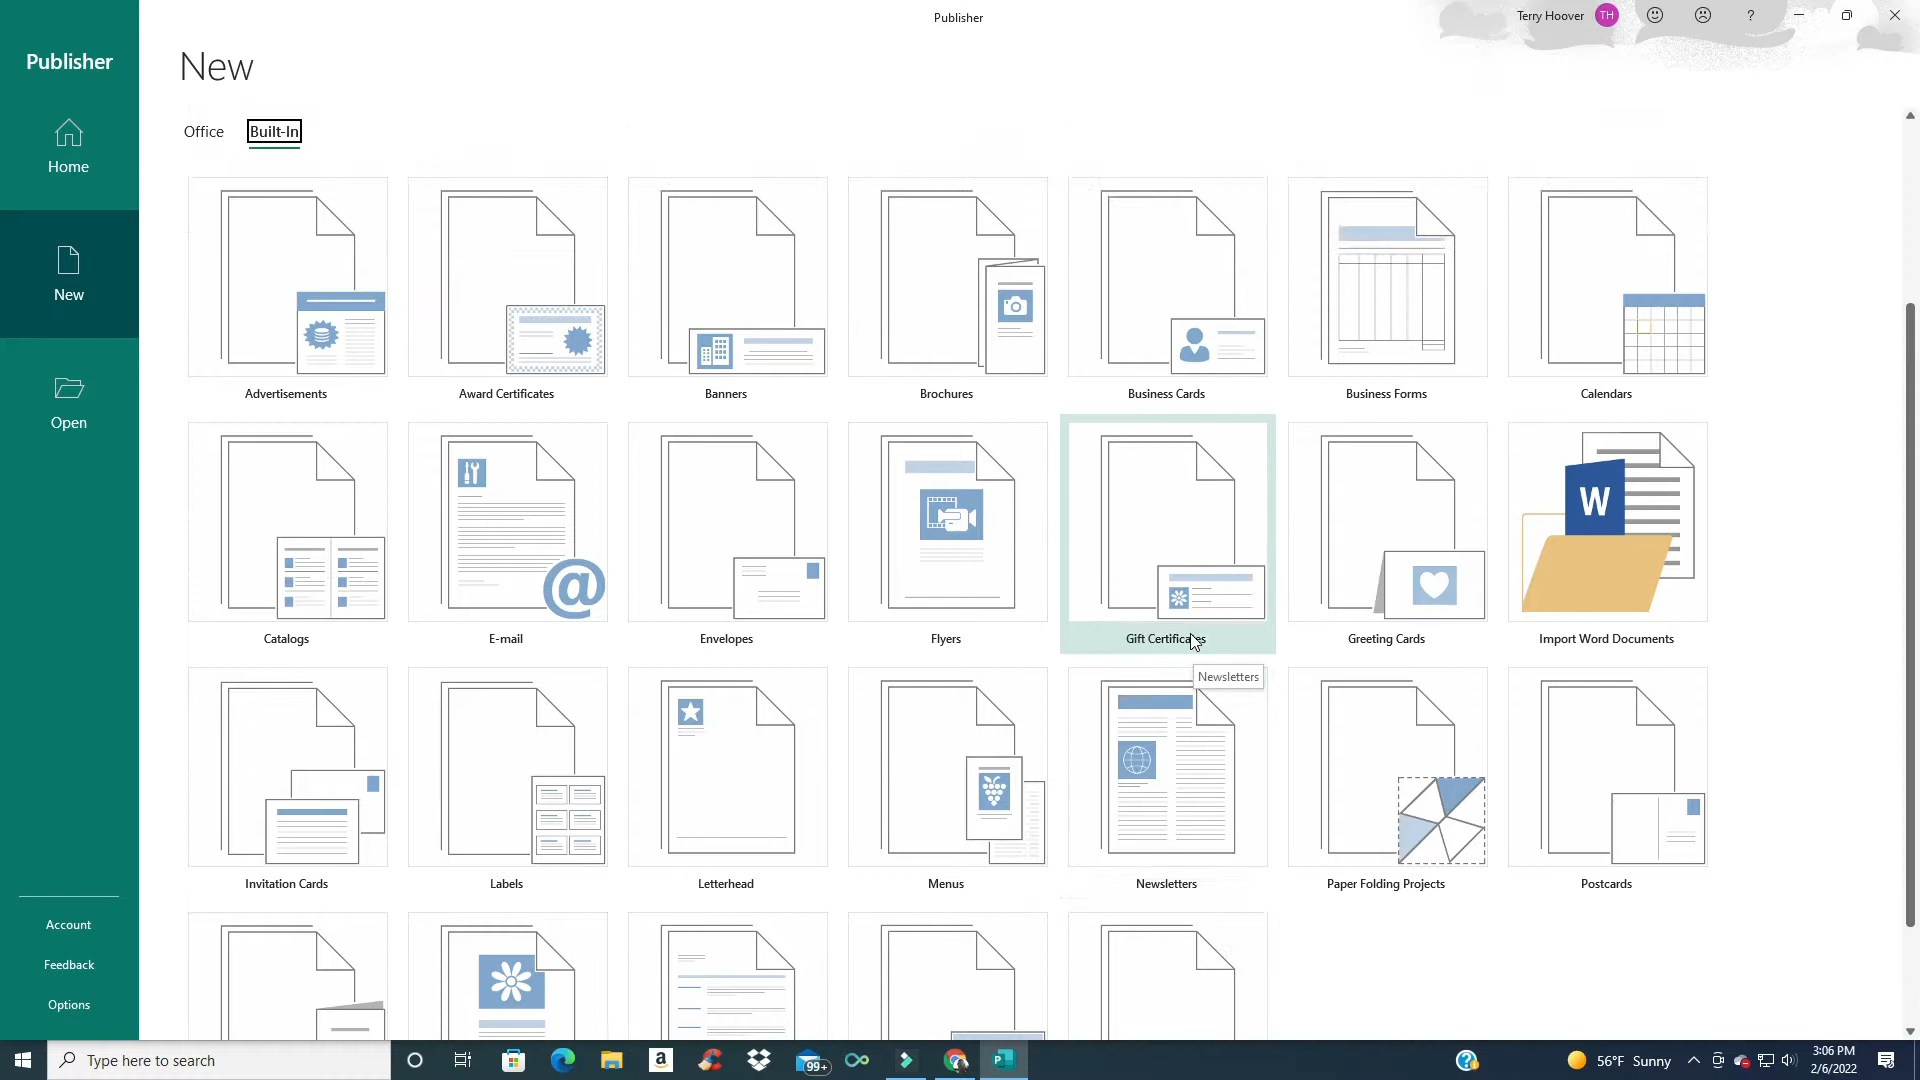 Publisher
Terry Hoover
TH
?
Publisher
Home
New
Open
Account
Feedback
Options
New
Office
Built-In
Advertisements
Award Certificates
Banners
Brochures
Business Cards
Business Forms
Calendars
Catalogs
E-mail
Envelopes
Flyers
Gift Certificates
Greeting Cards
W
Import Word Documents
Newsletters
Invitation Cards
Labels
Letterhead
Menus
Newsletters
Paper Folding Projects
Postcards
Type here to search
99+
56°F Sunny
3:06 PM
2/6/2022